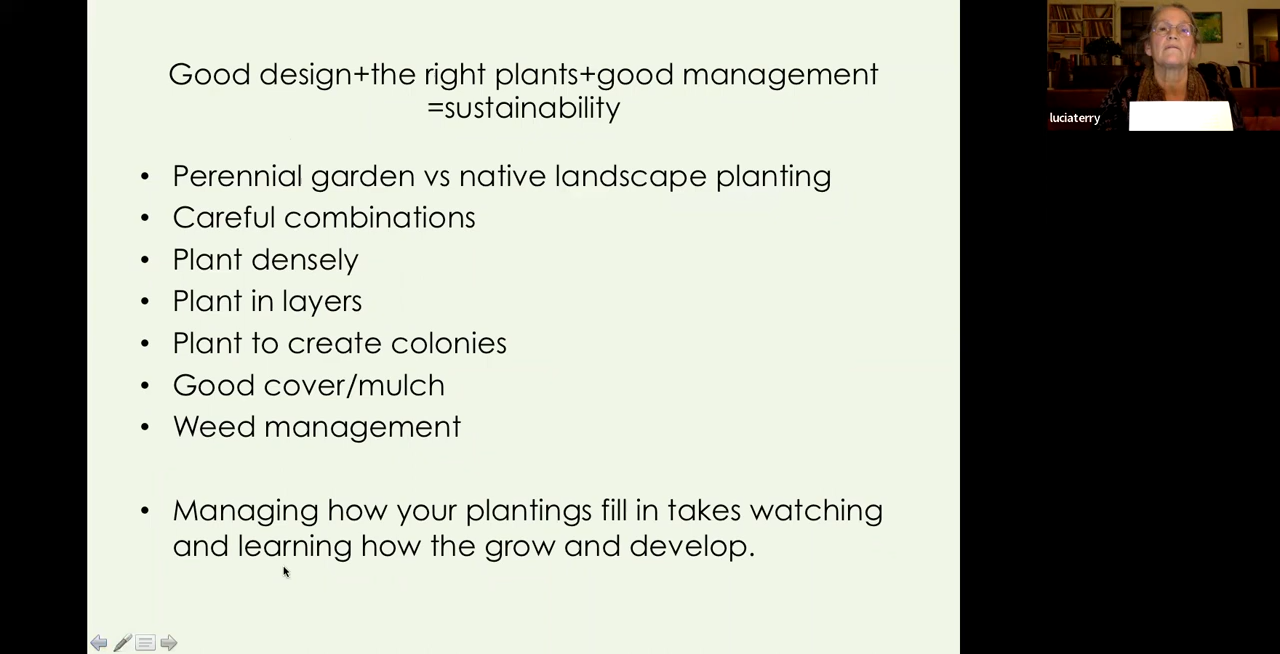 Good design+the right plants+good management
=sustainability
• Perennial garden vs native landscape planting
• Careful combinations
• Plant densely
• Plant in layers
• Plant to create colonies
• Good cover/mulch
• Weed management
• Managing how your plantings fill in takes watching
and learning how the grow and develop.
luciaterry